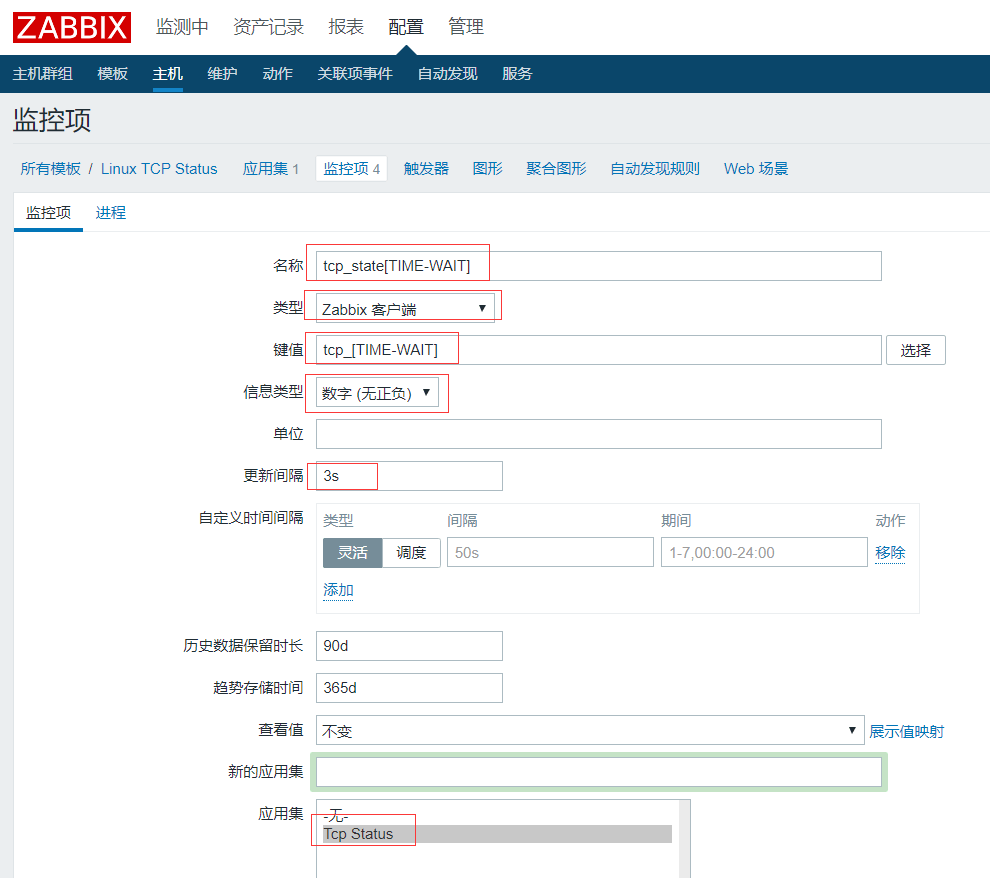 ZABBIX 监测中 资产记录 报表 配置 管理
主机群组 模板 主机 维护 动作 关联项事件 自动发现 服务
监控项
所有模板 / Linux TCP Status 应用集 1 监控项 4 触发器 图形 聚合图形 自动发现规则 Web 场景
监控项 进程
名称 tcp_state[TIME-WAIT]
类型 Zabbix 客户端
键值 tcp_[TIME-WAIT] 选择
信息类型 数字 (无正负)
单位
更新间隔 3s
自定义时间间隔 类型 间隔 期间 动作
灵活 调度 50s 1-7,00:00-24:00 移除
添加
历史数据保留时长 90d
趋势存储时间 365d
查看值 不变 展示值映射
新的应用集
应用集 -无-
Tcp Status